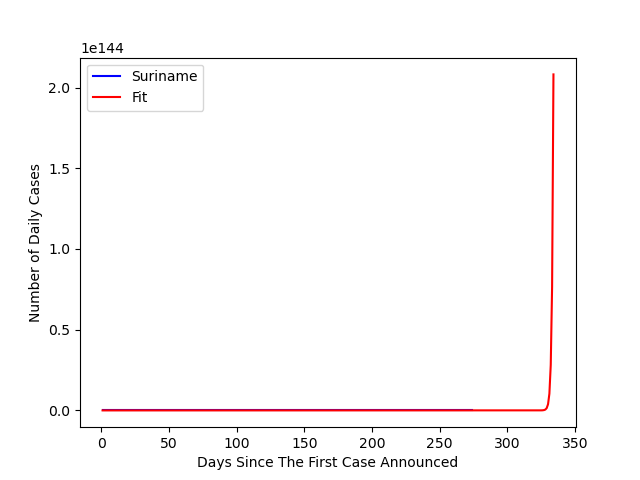 1e144
2.0
1.5
1.0
0.5
0.0
Number of Daily Cases
Suriname
Fit
0 50 100 150 200 250 300 350
Days Since The First Case Announced